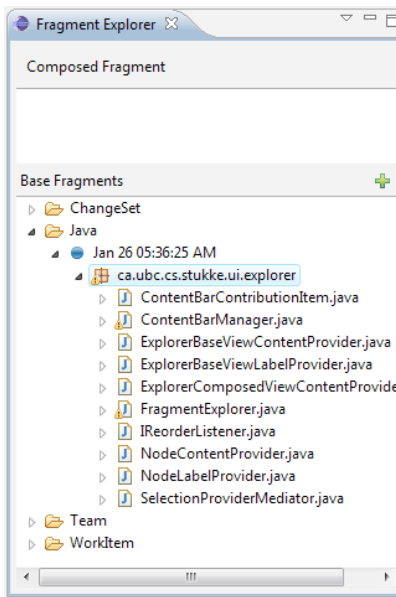 Fragment Explorer
Composed Fragment
Base Fragments
ChangeSet
Java
Jan 26 05:36:25 AM
ca.ubc.cs.stukke.ui.explorer
ContentBarContributionItem.java
ContentBarManager.java
ExplorerBaseViewContentProvider.java
ExplorerBaseViewLabelProvider.java
ExplorerComposedViewContentProvide
FragmentExplorer.java
IReorderListener.java
NodeContentProvider.java
NodeLabelProvider.java
SelectionProviderMediator.java
Team
WorkItem